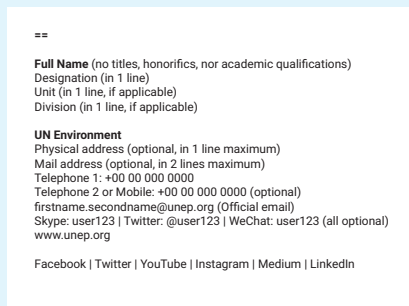 ==
Full Name (no titles, honorifics, nor academic qualifications)
Designation (in 1 line)
Unit (in 1 line, if applicable)
Division (in 1 line, if applicable)
UN Environment
Physical address (optional, in 1 line maximum)
Mail address (optional, in 2 lines maximum)
Telephone 1: +00 00 000 0000
Telephone 2 or Mobile: +00 00 000 0000 (optional)
firstname.secondname@unep.org (Official email)
Skype: user123 | Twitter: @user123 | WeChat: user123 (all optional)
www.unep.org
Facebook | Twitter | YouTube | Instagram | Medium | LinkedIn